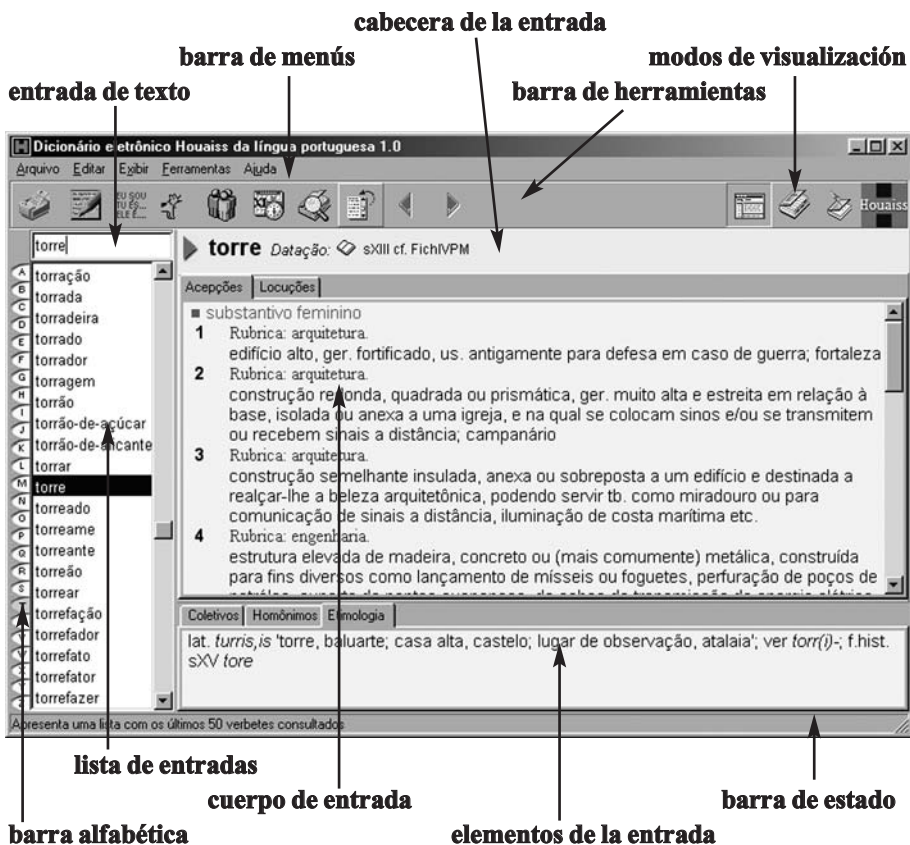 cabecera de la entrada
barra de menús
modos de visualización
entrada de texto
barra de herramientas
Dicionário eletrônico Houaiss da língua portuguesa 1.0
Arquivo Editar Exibir Ferramentas Ajuda
EU SOU
TU ÉS...
ELE É...
Houaiss
torre
torre Datação: sXIII cf. FichIVPM
A
B
C
D
E
F
G
H
I
J
K
L
M
N
O
P
Q
R
S
torração
torrada
torradeira
torrado
torrador
torragem
torrão
torrão-de-açúcar
torrão-de-alicante
torrar
torre
torreado
torreame
torreante
torreão
torrear
torrefação
torrefador
torrefato
torrefator
torrefazer
Acepções Locuções
substantivo feminino
1 Rubrica: arquitetura.
edifício alto, ger. fortificado, us. antigamente para defesa em caso de guerra; fortaleza
2 Rubrica: arquitetura.
construção redonda, quadrada ou prismática, ger. muito alta e estreita em relação à
base, isolada ou anexa a uma igreja, e na qual se colocam sinos e/ou se transmitem
ou recebem sinais a distância; campanário
3 Rubrica: arquitetura.
construção semelhante insulada, anexa ou sobreposta a um edifício e destinada a
realçar-lhe a beleza arquitetônica, podendo servir tb. como miradouro ou para
comunicação de sinais a distância, iluminação de costa marítima etc.
4 Rubrica: engenharia.
estrutura elevada de madeira, concreto ou (mais comumente) metálica, construída
para fins diversos como lançamento de mísseis ou foguetes, perfuração de poços de
Coletivos Homônimos Etimologia
lat. turris,is 'torre, baluarte; casa alta, castelo; lugar de observação, atalaia'; ver torr(i)-; f.hist.
sXV tore
Apresenta uma lista com os últimos 50 verbetes consultados
lista de entradas
cuerpo de entrada
barra de estado
barra alfabética
elementos de la entrada